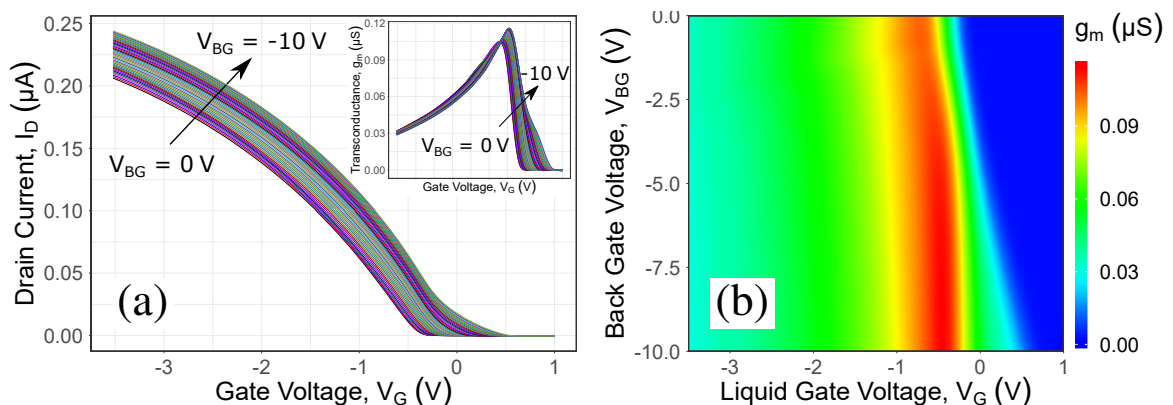 0.25
0.20
0.15
0.10
0.05
0.00
Drain Current, I_D (μA)
V_BG = -10 V
V_BG = 0 V
(a)
-3
-2
-1
0
1
Gate Voltage, V_G (V)
0.12
0.09
0.06
0.03
0.00
Transconductance, g_m (μS)
-10 V
V_BG = 0 V
Gate Voltage, V_G (V)
0.0
-2.5
-5.0
-7.5
-10.0
Back Gate Voltage, V_BG (V)
(b)
-3
-2
-1
0
1
Liquid Gate Voltage, V_G (V)
g_m (μS)
0.09
0.06
0.03
0.00